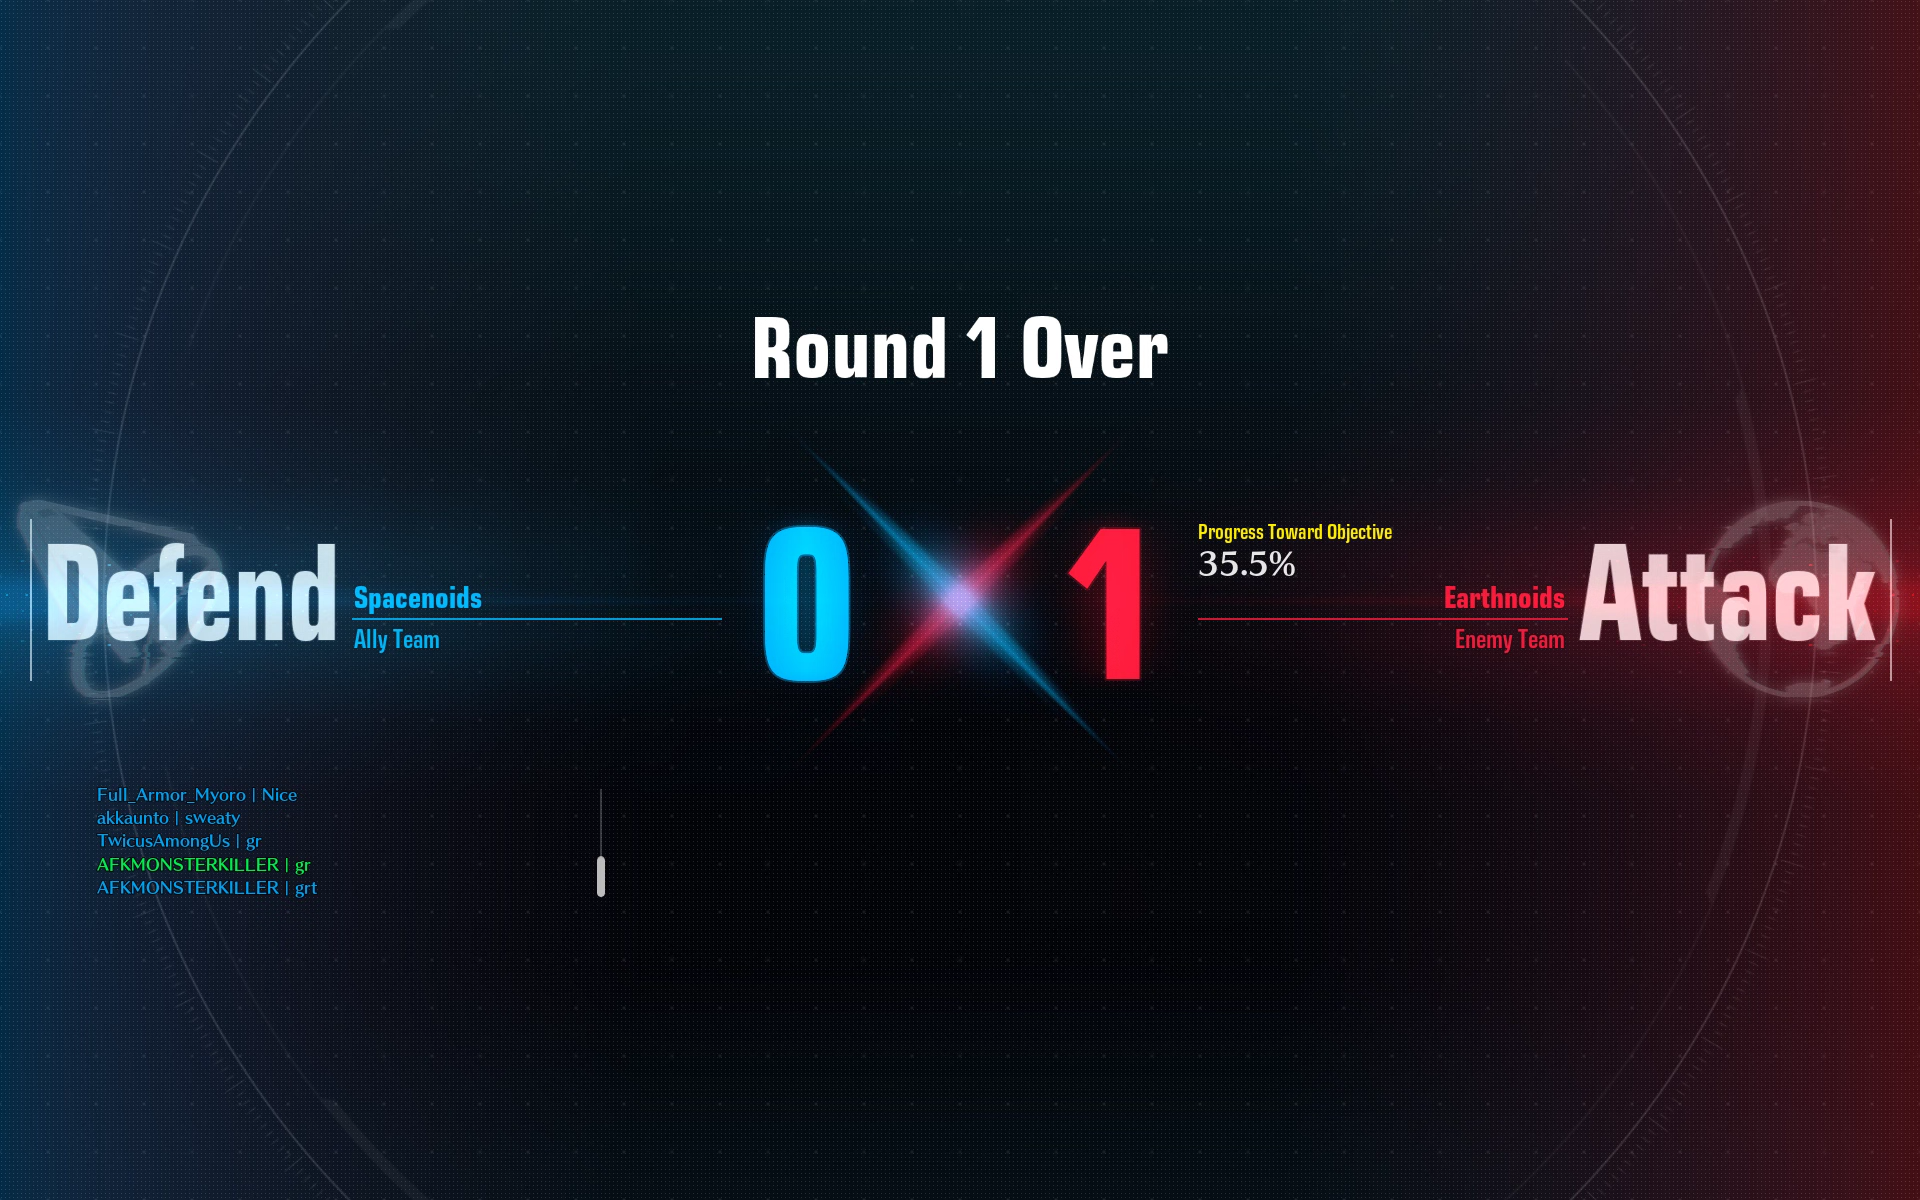 Round 1 Over
Defend
Spacenoids
Ally Team
0
1
Progress Toward Objective
35.5%
Earthnoids
Enemy Team
Attack
Full_Armor_Myoro | Nice
akkaunto | sweaty
TwicusAmongUs | gr
AFKMONSTERKILLER | gr
AFKMONSTERKILLER | grt